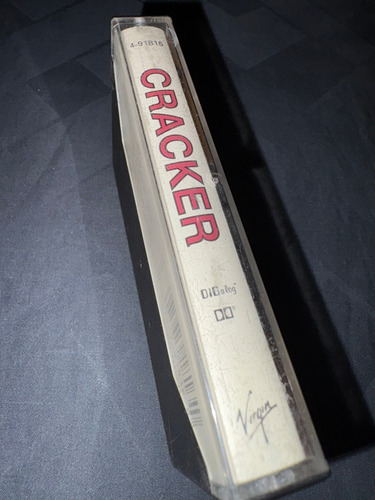 4-91816
CRACKER
DiGalog
Virgin